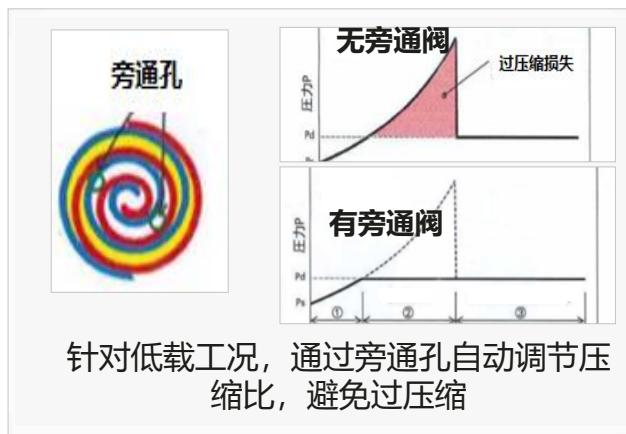 旁通孔
无旁通阀
过压缩损失
压力P
Pd
有旁通阀
压力P
Pd
Ps
① ② ③
针对低载工况，通过旁通孔自动调节压
缩比，避免过压缩